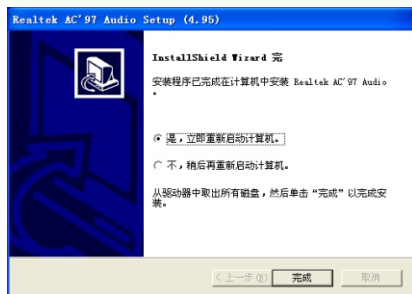 Realtek AC'97 Audio Setup (4.95)
InstallShield Wizard 完
安装程序已完成在计算机中安装 Realtek AC'97 Audio
。
是，立即重新启动计算机。
不，稍后再重新启动计算机。
从驱动器中取出所有磁盘，然后单击“完成”以完成安
装。
< 上一步(B) 完成 取消